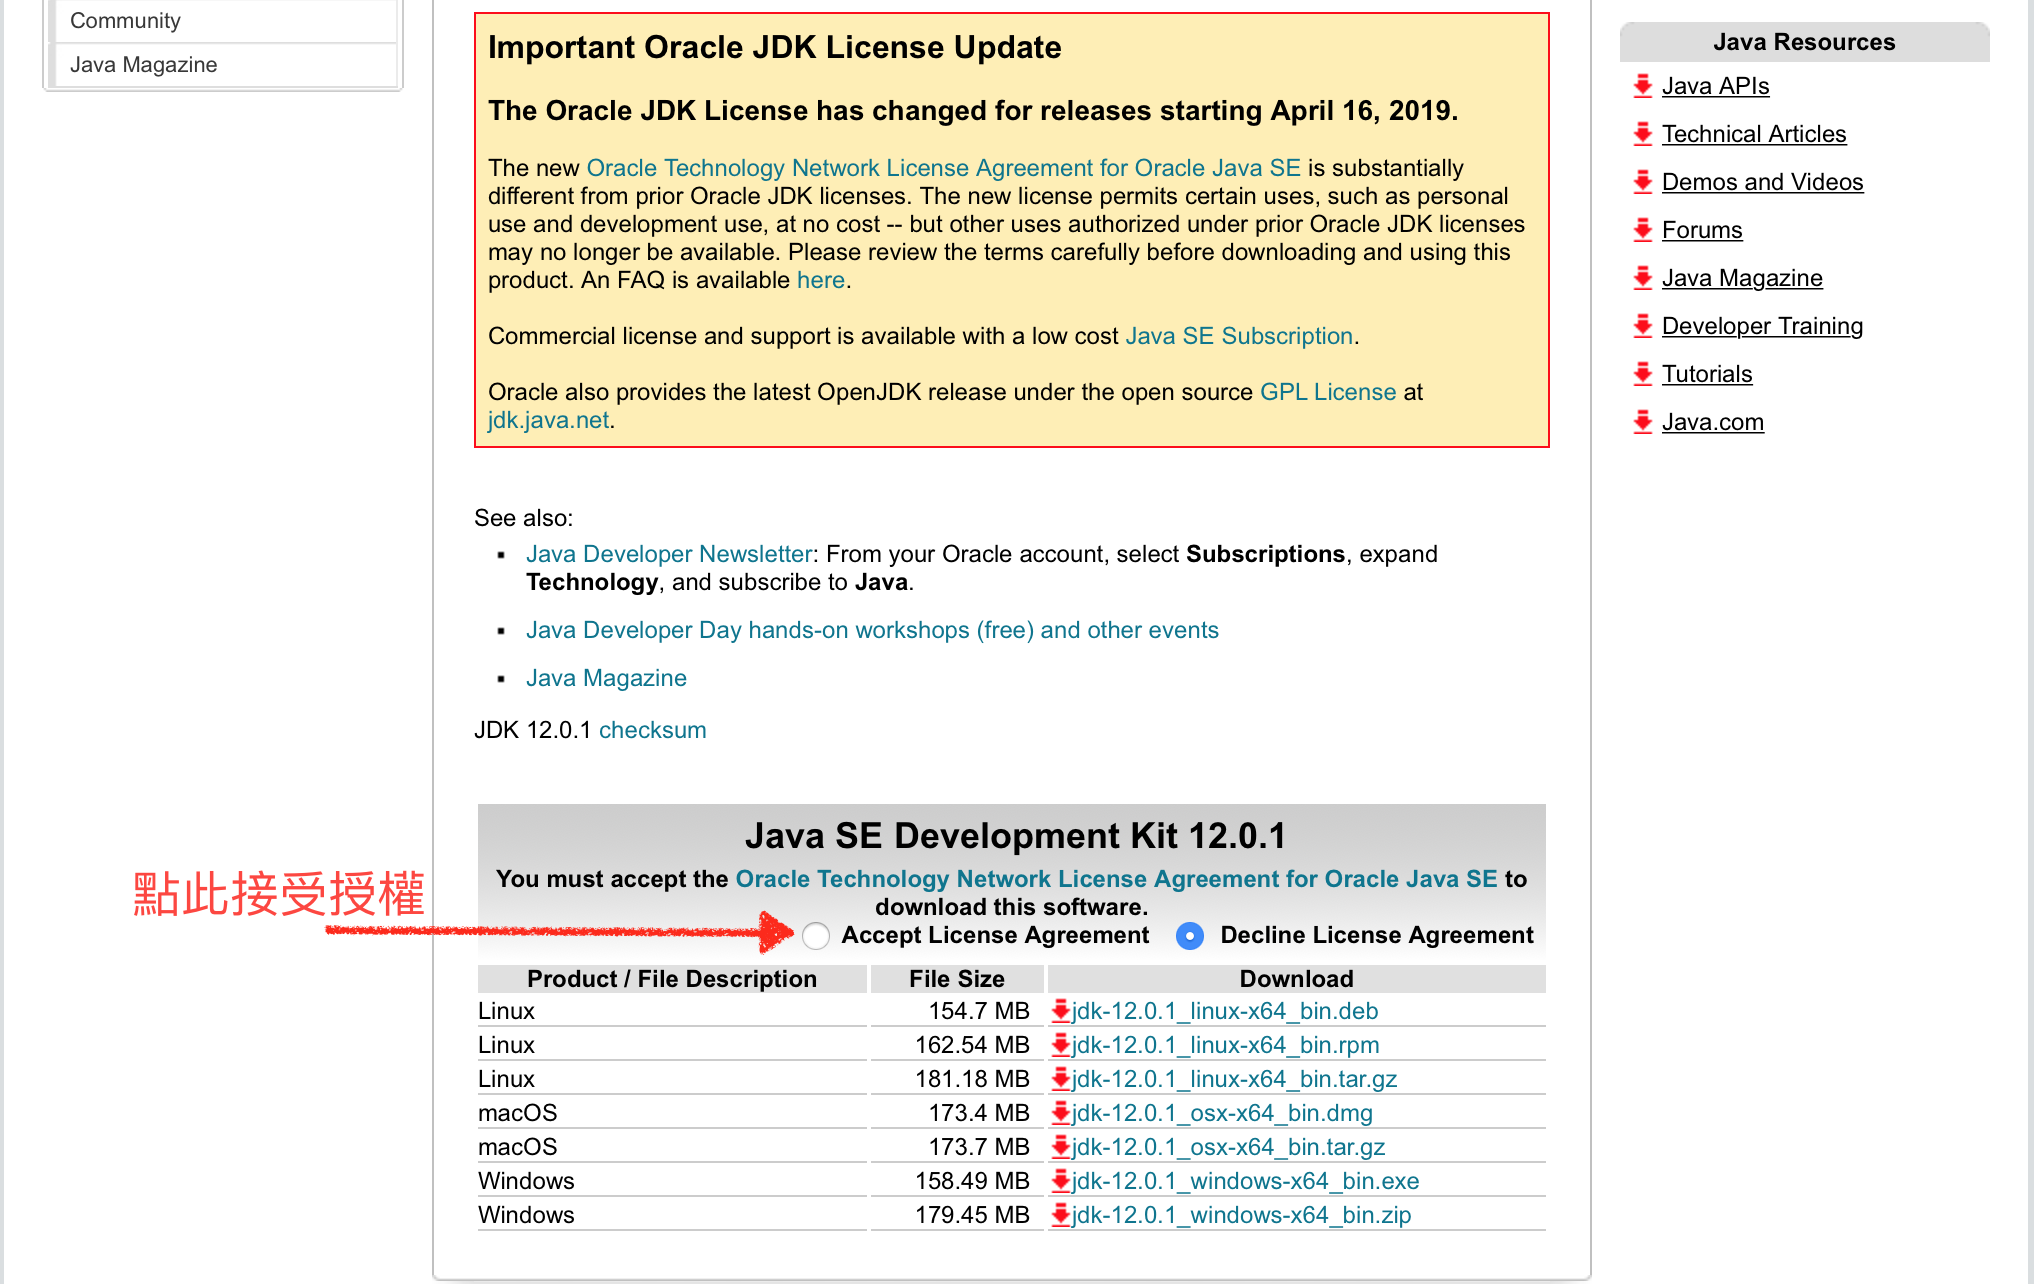 Community
Java Magazine
Important Oracle JDK License Update
The Oracle JDK License has changed for releases starting April 16, 2019.
The new Oracle Technology Network License Agreement for Oracle Java SE is substantially
different from prior Oracle JDK licenses. The new license permits certain uses, such as personal
use and development use, at no cost -- but other uses authorized under prior Oracle JDK licenses
may no longer be available. Please review the terms carefully before downloading and using this
product. An FAQ is available here.
Commercial license and support is available with a low cost Java SE Subscription.
Oracle also provides the latest OpenJDK release under the open source GPL License at
jdk.java.net.
See also:
Java Developer Newsletter: From your Oracle account, select Subscriptions, expand
Technology, and subscribe to Java.
Java Developer Day hands-on workshops (free) and other events
Java Magazine
JDK 12.0.1 checksum
Java SE Development Kit 12.0.1
You must accept the Oracle Technology Network License Agreement for Oracle Java SE to
download this software.
點此接受授權
Accept License Agreement Decline License Agreement
Product / File Description File Size Download
Linux 154.7 MB jdk-12.0.1_linux-x64_bin.deb
Linux 162.54 MB jdk-12.0.1_linux-x64_bin.rpm
Linux 181.18 MB jdk-12.0.1_linux-x64_bin.tar.gz
macOS 173.4 MB jdk-12.0.1_osx-x64_bin.dmg
macOS 173.7 MB jdk-12.0.1_osx-x64_bin.tar.gz
Windows 158.49 MB jdk-12.0.1_windows-x64_bin.exe
Windows 179.45 MB jdk-12.0.1_windows-x64_bin.zip
Java Resources
Java APIs
Technical Articles
Demos and Videos
Forums
Java Magazine
Developer Training
Tutorials
Java.com